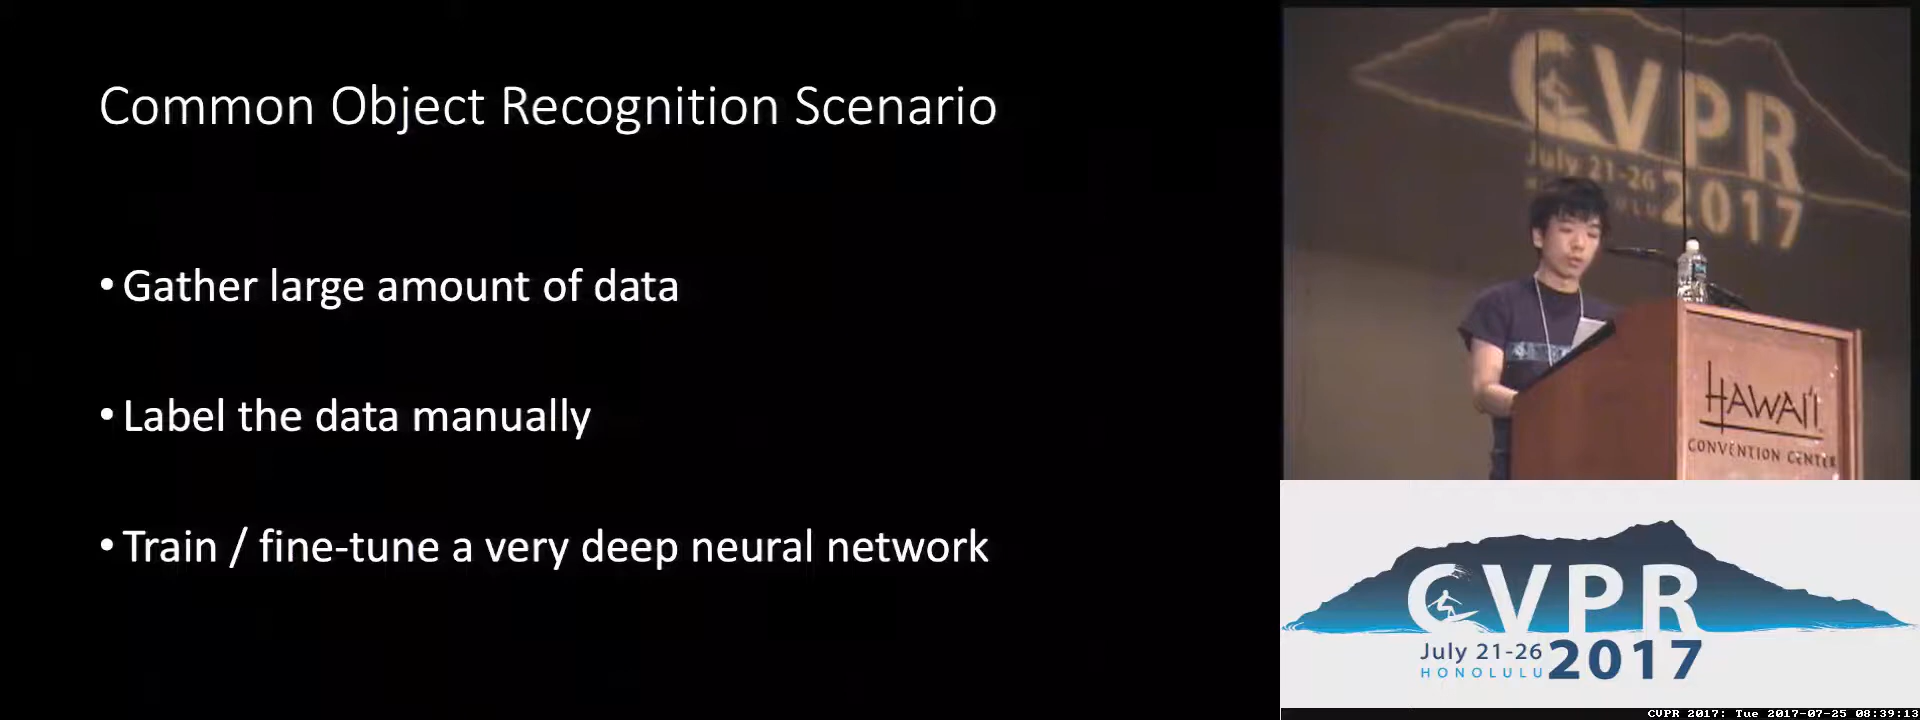 Common Object Recognition Scenario
• Gather large amount of data
• Label the data manually
• Train / fine-tune a very deep neural network
CVPR
July 21-26
2017
HAWAI'I
CONVENTION CENTER
CVPR
July 21-26 2017
HONOLULU
CVPR 2017: Tue 2017-07-25 08:39:13